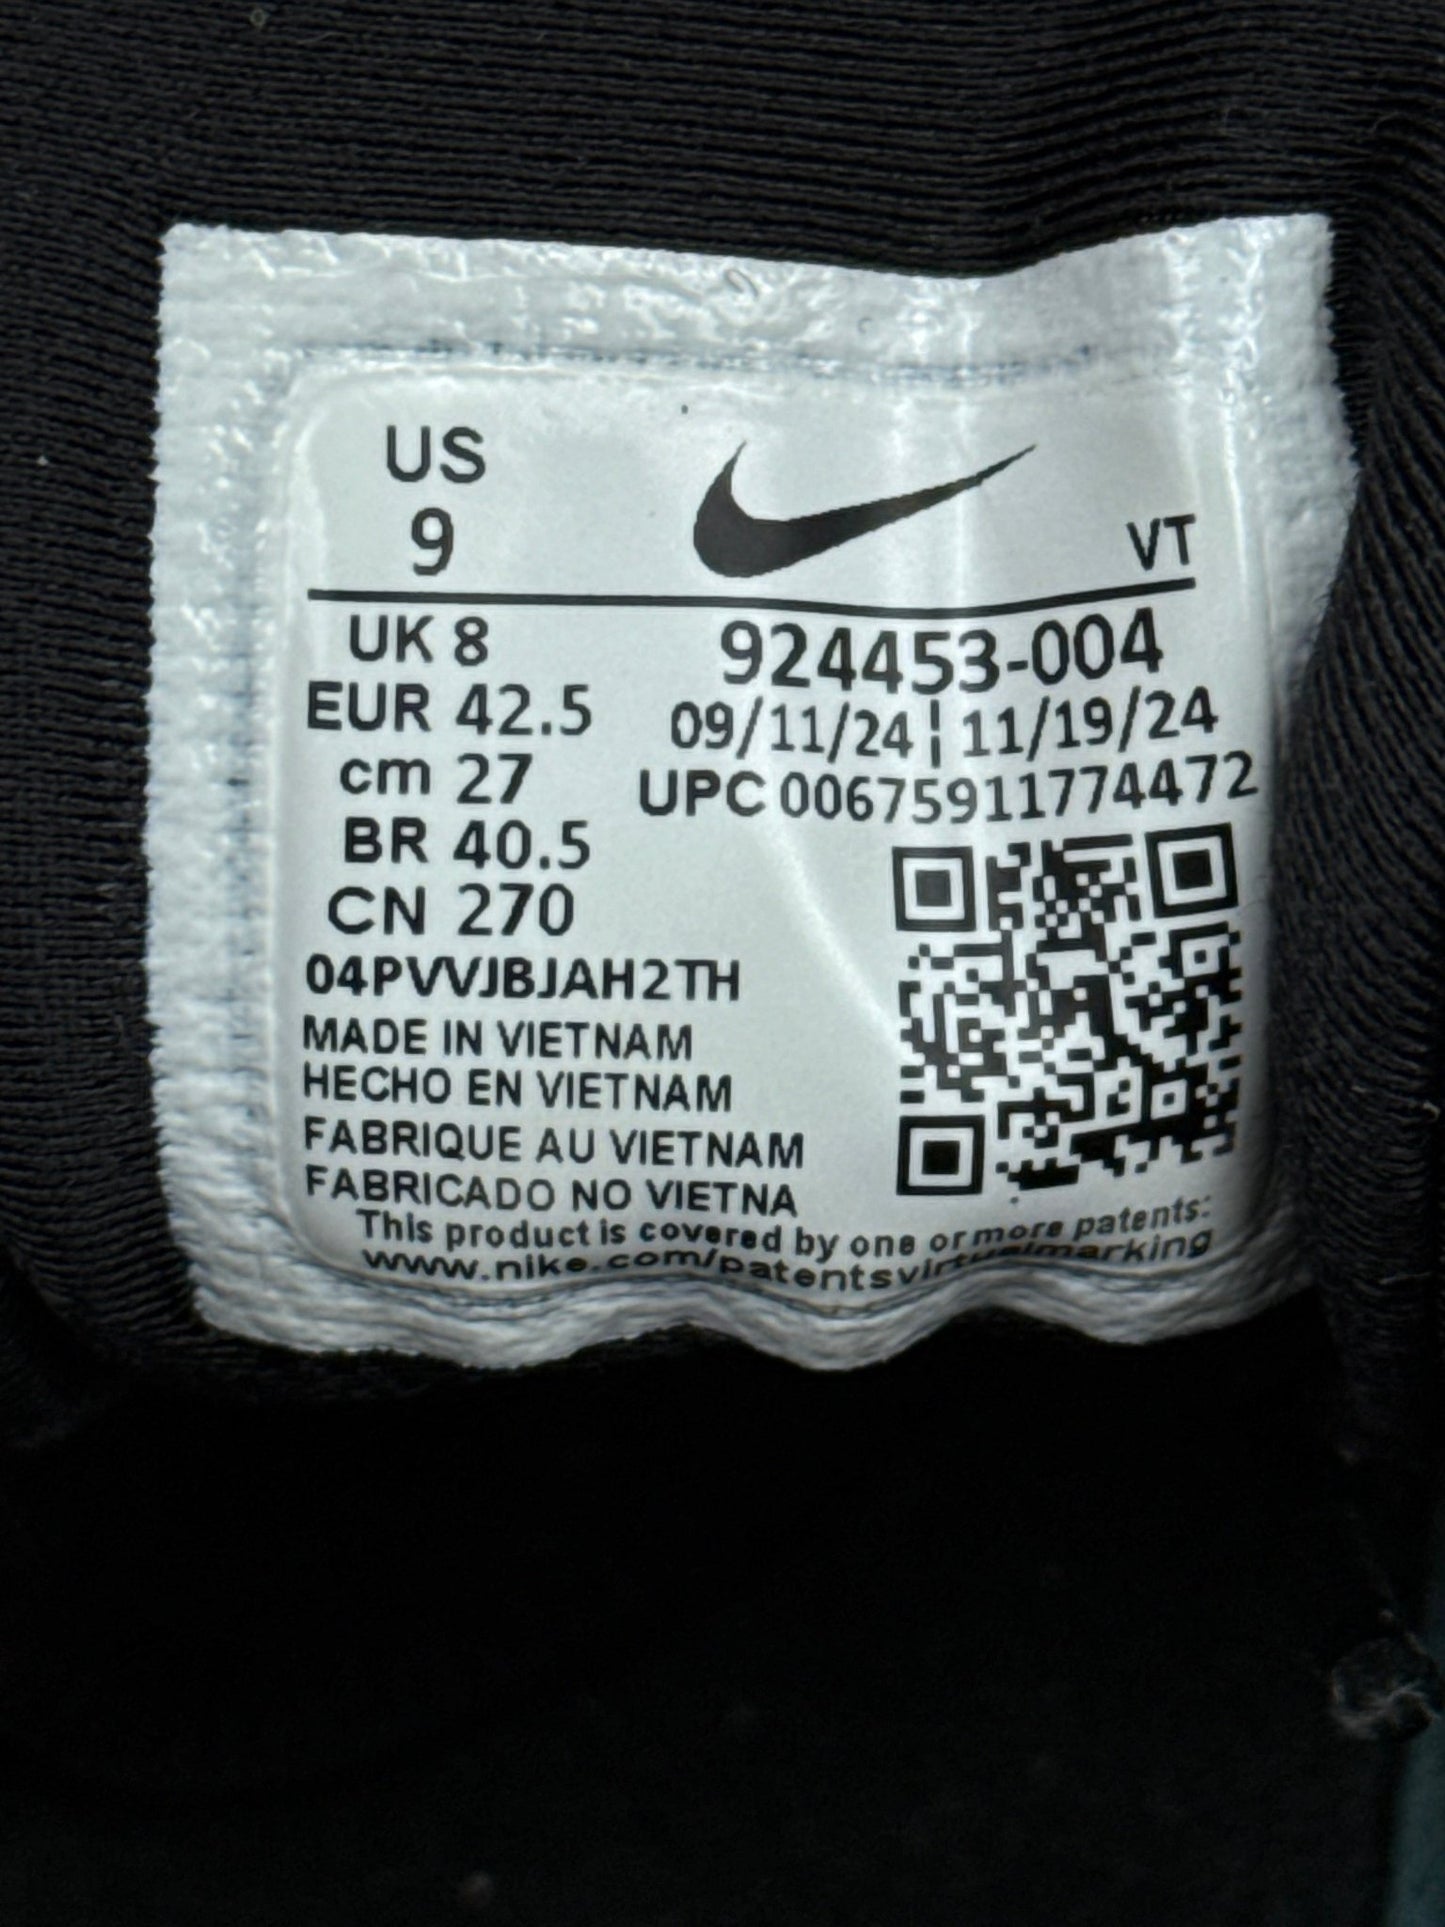 US
9
VT
UK 8
EUR 42.5
cm 27
BR 40.5
CN 270
924453-004
09/11/24 ¦ 11/19/24
UPC 00675911774472
04PVVJBJAH2TH
MADE IN VIETNAM
HECHO EN VIETNAM
FABRIQUE AU VIETNAM
FABRICADO NO VIETNA
This product is covered by one or more patents:
www.nike.com/patentsvirtualmarking